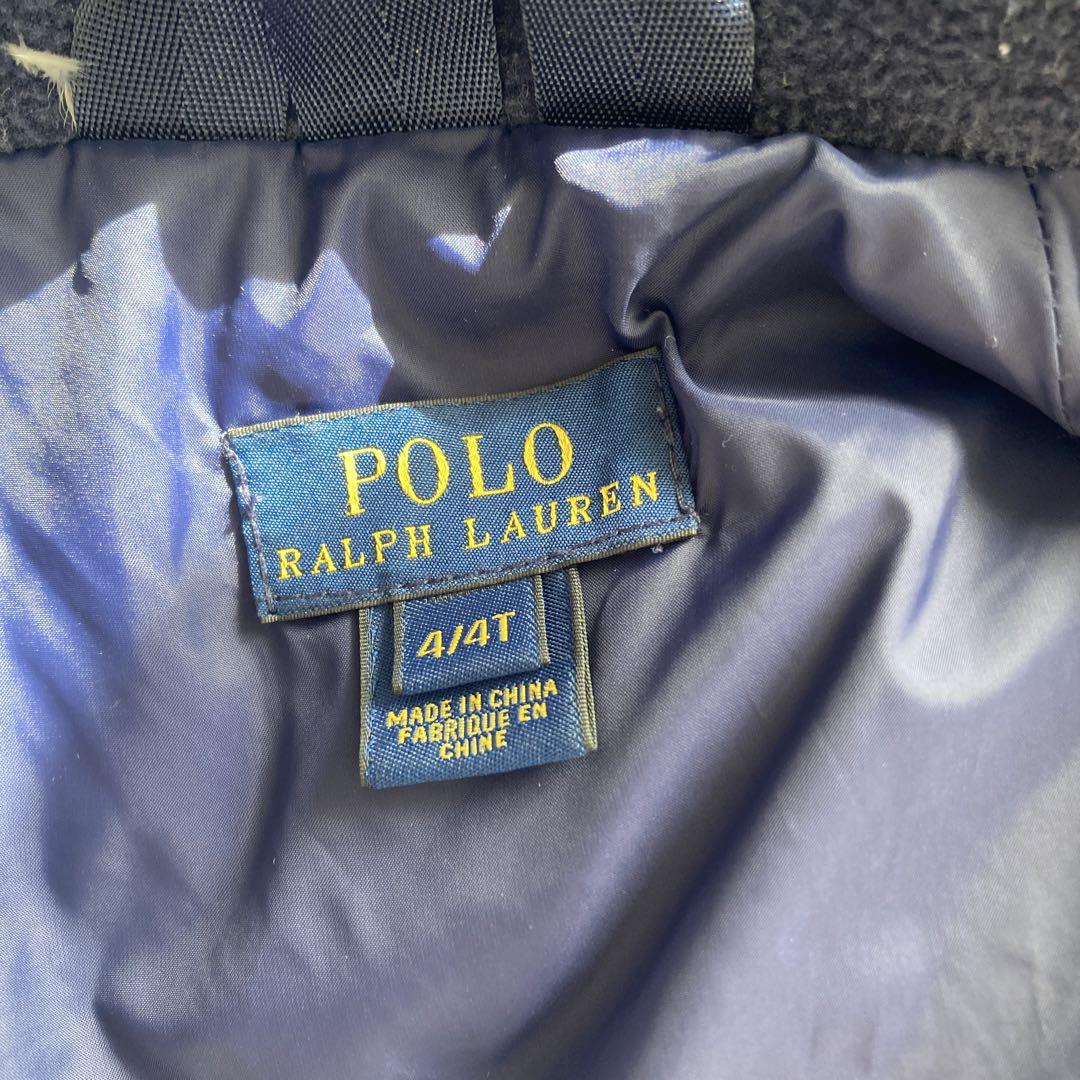 POLO
RALPH LAUREN
4/4T
MADE IN CHINA
FABRIQUE EN
CHINE